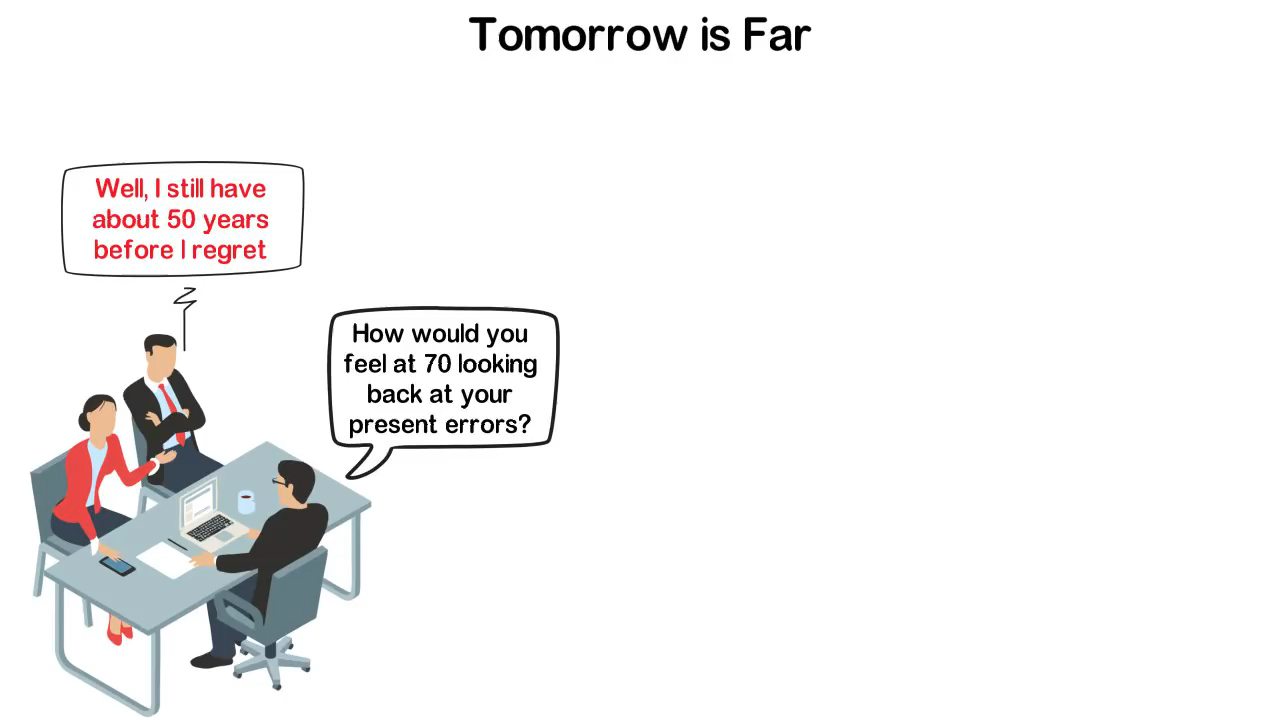 Tomorrow is Far
Well, I still have
about 50 years
before I regret
How would you
feel at 70 looking
back at your
present errors?